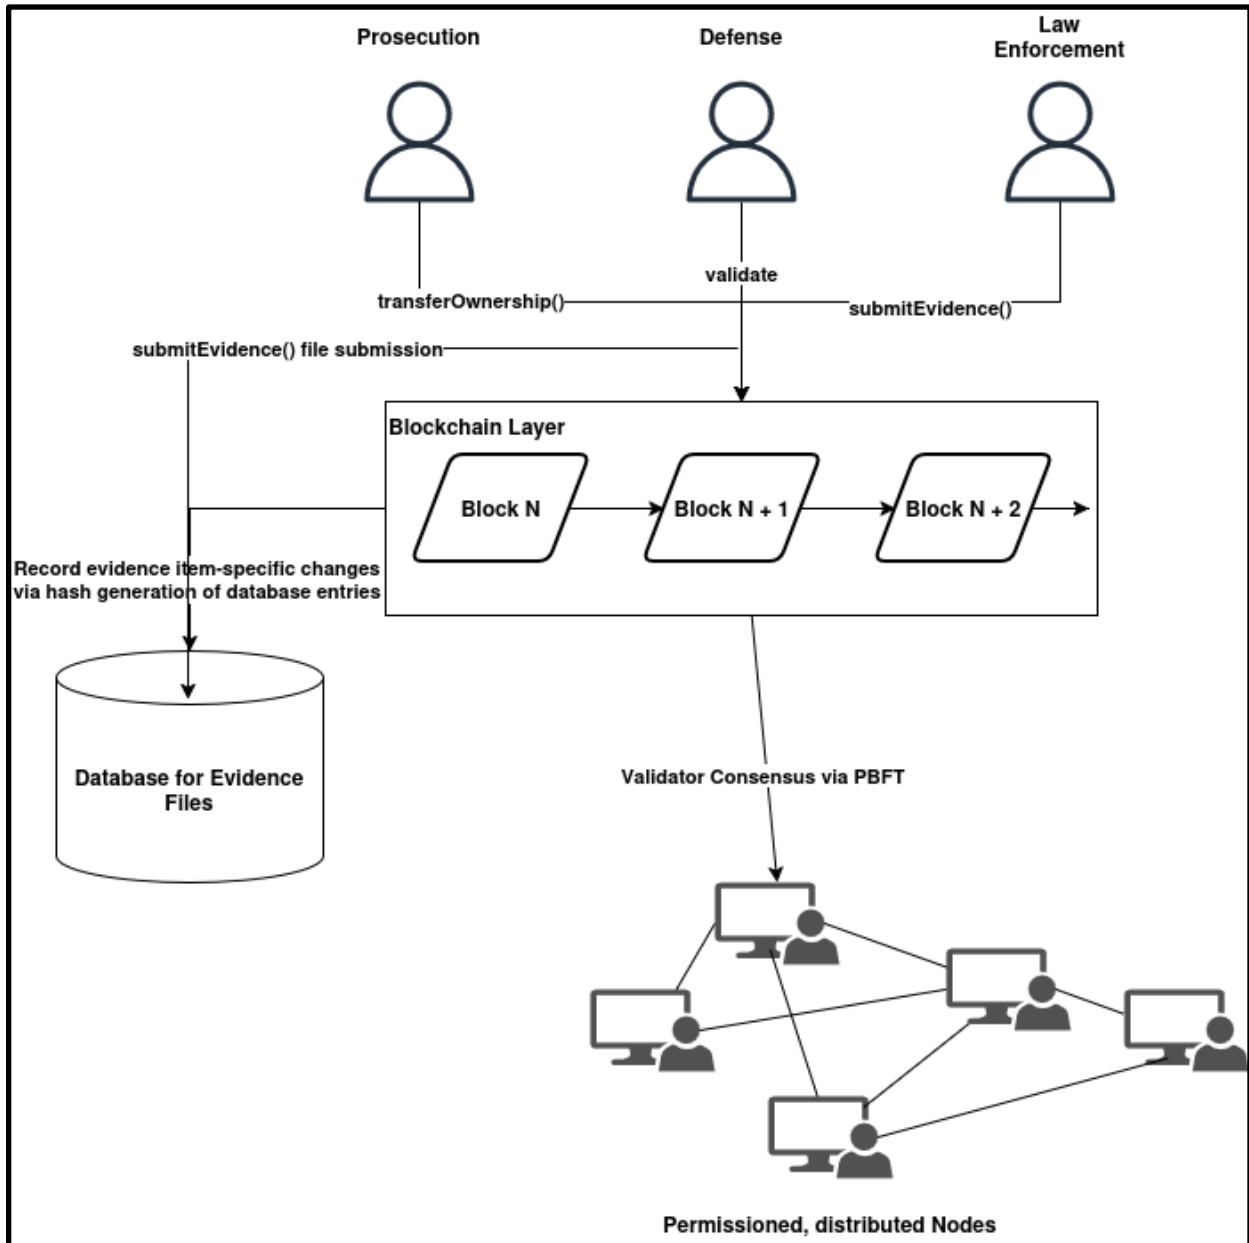 Prosecution
Defense
Law
Enforcement
validate
transferOwnership()
submitEvidence()
submitEvidence() file submission
Blockchain Layer
Block N
Block N + 1
Block N + 2
Record evidence item-specific changes
via hash generation of database entries
Database for Evidence
Files
Validator Consensus via PBFT
Permissioned, distributed Nodes